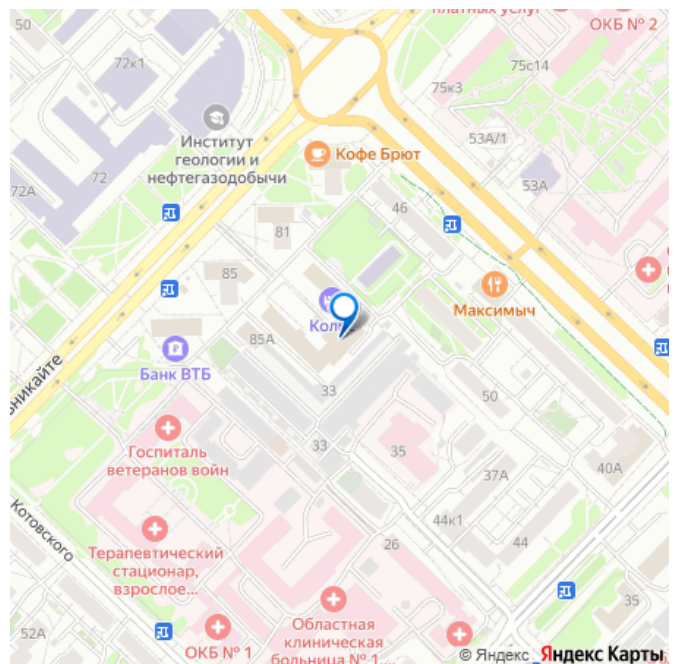 платных услуг
ОКБ № 2
50
72к1
75с14
75к3
Институт
геологии и
нефтегазодобычи
Кофе Брют
53А/1
53А
72
72А
46
81
85
Максимыч
85А
Банк ВТБ
33
50
Госпиталь
ветеранов войн
33
35
37А
40А
Котовского
44к1
44
26
Терапевтический
стационар,
взрослое...
Областная
клиническая
больница № 1,...
35
52А
ОКБ № 1
© Яндекс Яндекс Карты